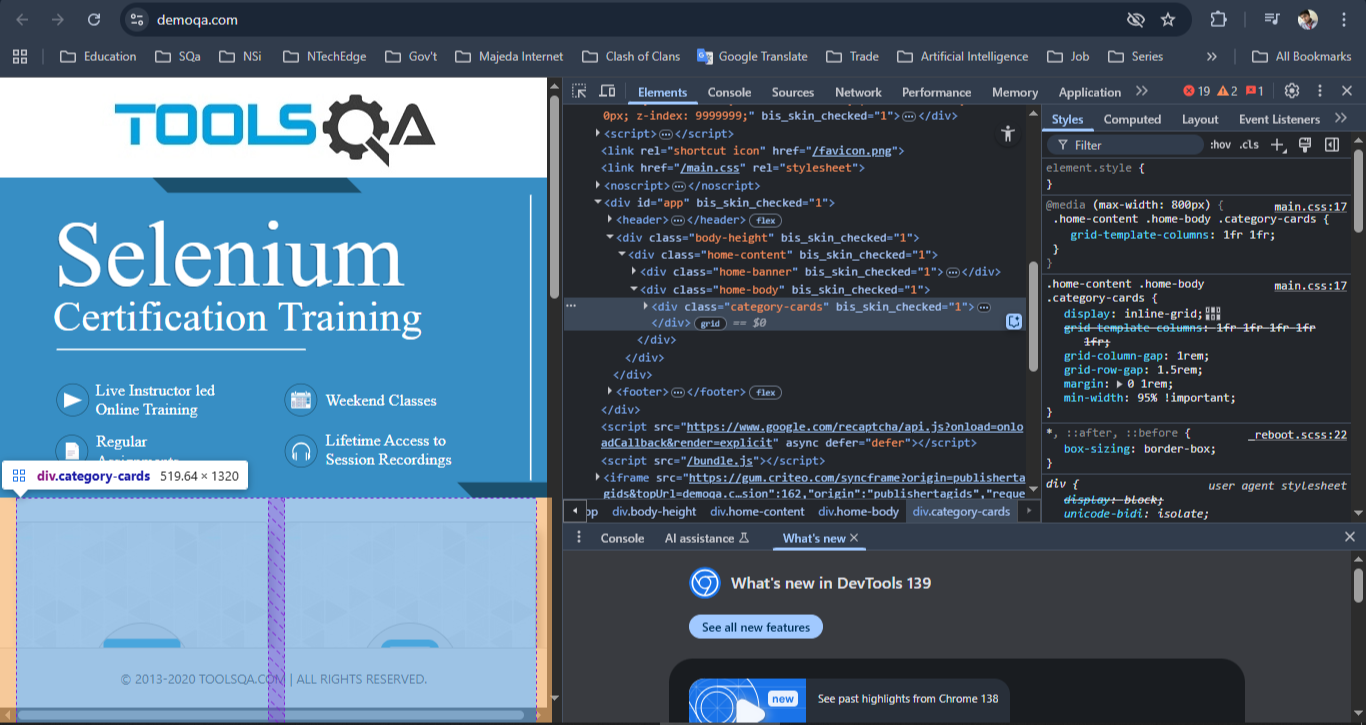 demoqa.com
Education
SQa
NSi
NTechEdge
Gov't
Majeda Internet
Clash of Clans
Google Translate
Trade
Artificial Intelligence
Job
Series
»
All Bookmarks
TOOLSQA
Selenium
Certification Training
Live Instructor led
Online Training
Weekend Classes
Regular
Lifetime Access to
Session Recordings
div.category-cards 519.64 × 1320
© 2013-2020 TOOLSQA.COM | ALL RIGHTS RESERVED.
Elements
Console
Sources
Network
Performance
Memory
Application
»
19
2
1
0px; z-index: 9999999;" bis_skin_checked="1">…</div>
<script>…</script>
<link rel="shortcut icon" href="/favicon.png">
<link href="/main.css" rel="stylesheet">
<noscript>…</noscript>
<div id="app" bis_skin_checked="1">
<header>…</header> flex
<div class="body-height" bis_skin_checked="1">
<div class="home-content" bis_skin_checked="1">
<div class="home-banner" bis_skin_checked="1">…</div>
<div class="home-body" bis_skin_checked="1">
… <div class="category-cards" bis_skin_checked="1">…
</div> grid == $0
</div>
</div>
</div>
<footer>…</footer> flex
</div>
<script src="https://www.google.com/recaptcha/api.js?onload=onlo
adCallback&render=explicit" async defer="defer"></script>
<script src="/bundle.js"></script>
<iframe src="https://gum.criteo.com/syncframe?origin=publisherta
gids&topUrl=demoqa.c…sion":162,"origin":"publishertagids","reque
op div.body-height div.home-content div.home-body div.category-cards
Styles
Computed
Layout
Event Listeners
»
Filter
:hov .cls
element.style {
}
@media (max-width: 800px) {
main.css:17
.home-content .home-body .category-cards {
grid-template-columns: 1fr 1fr;
}
}
.home-content .home-body
main.css:17
.category-cards {
display: inline-grid;
grid-template-columns: 1fr 1fr 1fr 1fr
1fr;
grid-column-gap: 1rem;
grid-row-gap: 1.5rem;
margin: 0 1rem;
min-width: 95% !important;
}
*, ::after, ::before {
_reboot.scss:22
box-sizing: border-box;
}
div {
user agent stylesheet
display: block;
unicode-bidi: isolate;
Console
AI assistance
What's new
What's new in DevTools 139
See all new features
new
See past highlights from Chrome 138